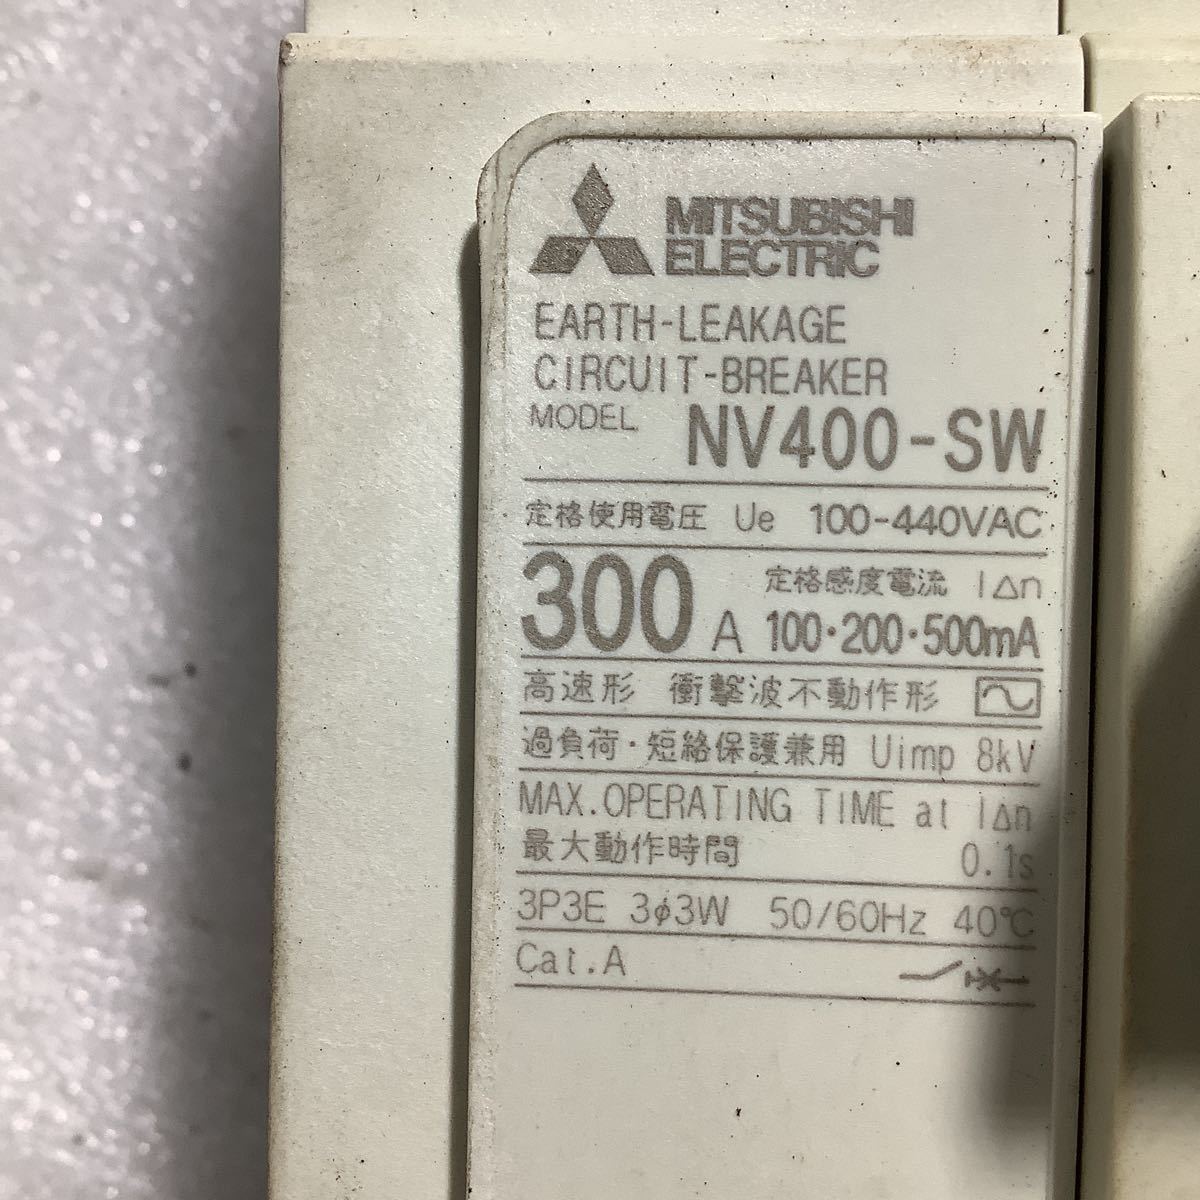 MITSUBISHI
ELECTRIC
EARTH-LEAKAGE
CIRCUIT-BREAKER
MODEL NV400-SW
定格使用電圧 Ue 100-440VAC
300 A 定格感度電流 IΔn
100・200・500mA
高速形 衝撃波不動作形
過負荷・短絡保護兼用 Uimp 8kV
MAX.OPERATING TIME at IΔn
最大動作時間 0.1s
3P3E 3φ3W 50/60Hz 40℃
Cat.A